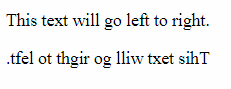 This text will go left to right.
.tfel ot thgir og lliw txet sihT